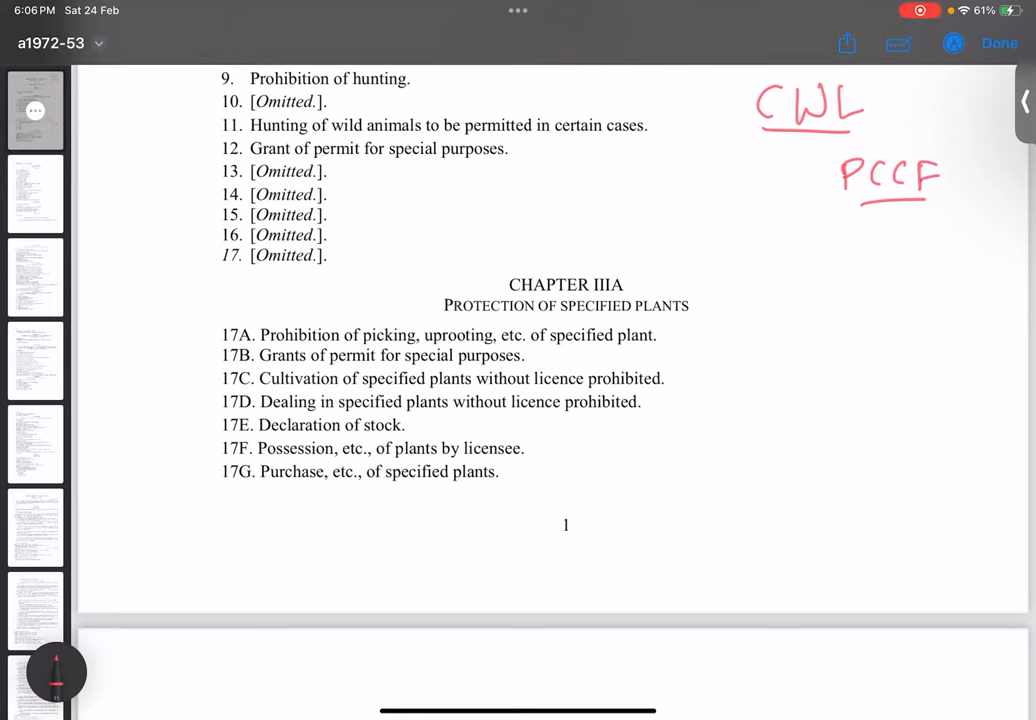 6:06 PM Sat 24 Feb
61%
a1972-53
Done
9. Prohibition of hunting.
CWL
10. [Omitted.].
11. Hunting of wild animals to be permitted in certain cases.
12. Grant of permit for special purposes.
PCCF
13. [Omitted.].
14. [Omitted.].
15. [Omitted.].
16. [Omitted.].
17. [Omitted.].
CHAPTER IIIA
PROTECTION OF SPECIFIED PLANTS
17A. Prohibition of picking, uprooting, etc. of specified plant.
17B. Grants of permit for special purposes.
17C. Cultivation of specified plants without licence prohibited.
17D. Dealing in specified plants without licence prohibited.
17E. Declaration of stock.
17F. Possession, etc., of plants by licensee.
17G. Purchase, etc., of specified plants.
1